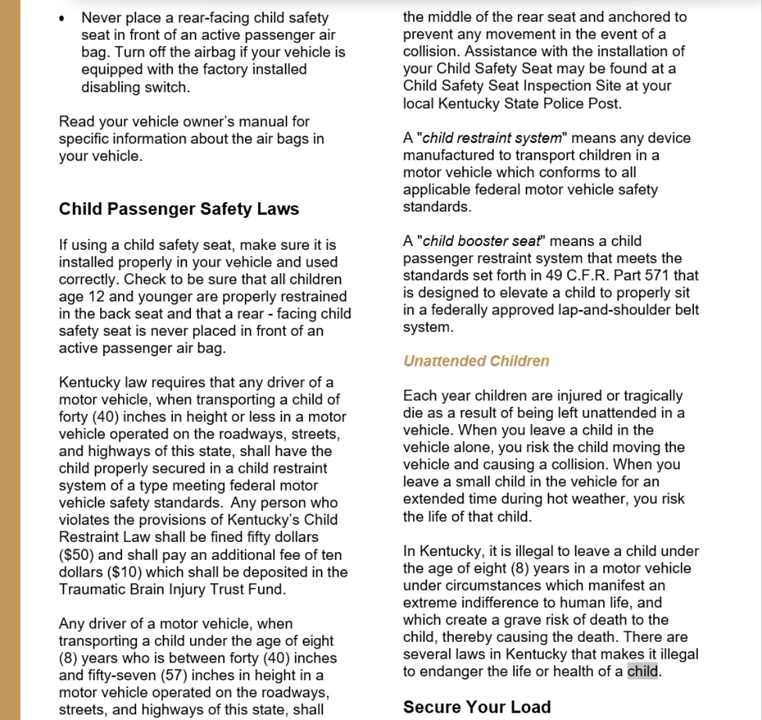 • Never place a rear-facing child safety
seat in front of an active passenger air
bag. Turn off the airbag if your vehicle is
equipped with the factory installed
disabling switch.
Read your vehicle owner's manual for
specific information about the air bags in
your vehicle.
Child Passenger Safety Laws
If using a child safety seat, make sure it is
installed properly in your vehicle and used
correctly. Check to be sure that all children
age 12 and younger are properly restrained
in the back seat and that a rear - facing child
safety seat is never placed in front of an
active passenger air bag.
Kentucky law requires that any driver of a
motor vehicle, when transporting a child of
forty (40) inches in height or less in a motor
vehicle operated on the roadways, streets,
and highways of this state, shall have the
child properly secured in a child restraint
system of a type meeting federal motor
vehicle safety standards. Any person who
violates the provisions of Kentucky's Child
Restraint Law shall be fined fifty dollars
($50) and shall pay an additional fee of ten
dollars ($10) which shall be deposited in the
Traumatic Brain Injury Trust Fund.
Any driver of a motor vehicle, when
transporting a child under the age of eight
(8) years who is between forty (40) inches
and fifty-seven (57) inches in height in a
motor vehicle operated on the roadways,
streets, and highways of this state, shall
the middle of the rear seat and anchored to
prevent any movement in the event of a
collision. Assistance with the installation of
your Child Safety Seat may be found at a
Child Safety Seat Inspection Site at your
local Kentucky State Police Post.
A "child restraint system" means any device
manufactured to transport children in a
motor vehicle which conforms to all
applicable federal motor vehicle safety
standards.
A "child booster seat" means a child
passenger restraint system that meets the
standards set forth in 49 C.F.R. Part 571 that
is designed to elevate a child to properly sit
in a federally approved lap-and-shoulder belt
system.
Unattended Children
Each year children are injured or tragically
die as a result of being left unattended in a
vehicle. When you leave a child in the
vehicle alone, you risk the child moving the
vehicle and causing a collision. When you
leave a small child in the vehicle for an
extended time during hot weather, you risk
the life of that child.
In Kentucky, it is illegal to leave a child under
the age of eight (8) years in a motor vehicle
under circumstances which manifest an
extreme indifference to human life, and
which create a grave risk of death to the
child, thereby causing the death. There are
several laws in Kentucky that makes it illegal
to endanger the life or health of a child.
Secure Your Load